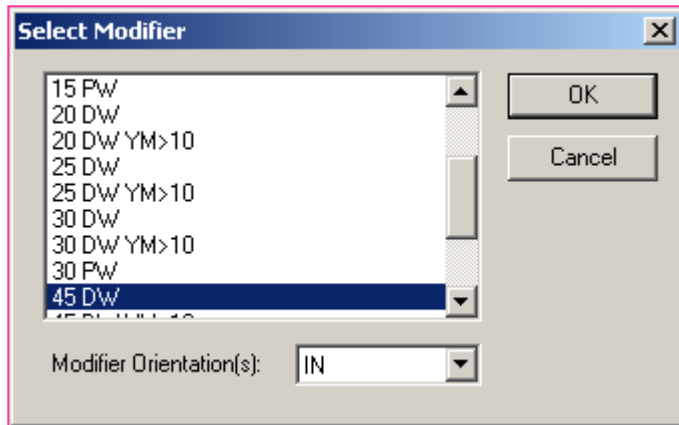 Select Modifier
15 PW
20 DW
20 DW YM>10
25 DW
25 DW YM>10
30 DW
30 DW YM>10
30 PW
45 DW
OK
Cancel
Modifier Orientation(s): IN